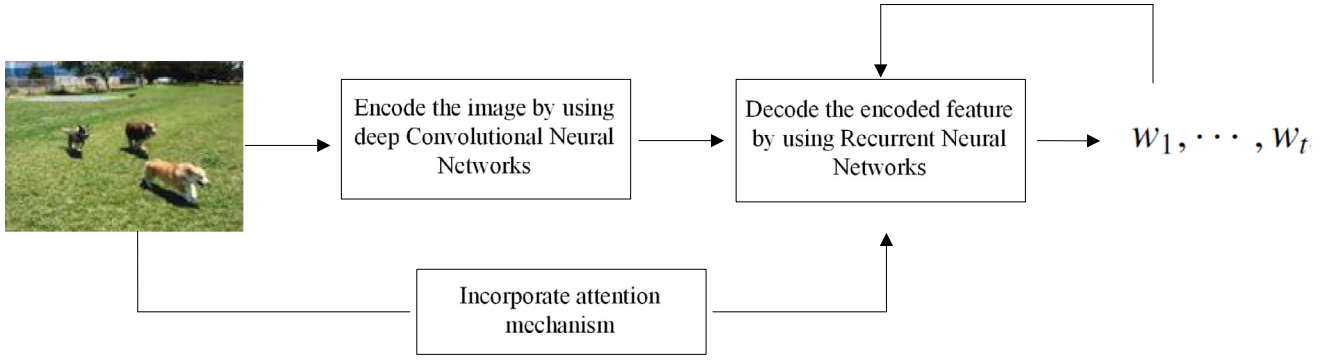 Encode the image by using
deep Convolutional Neural
Networks
Decode the encoded feature
by using Recurrent Neural
Networks
w₁, ··· , wₜ
Incorporate attention
mechanism